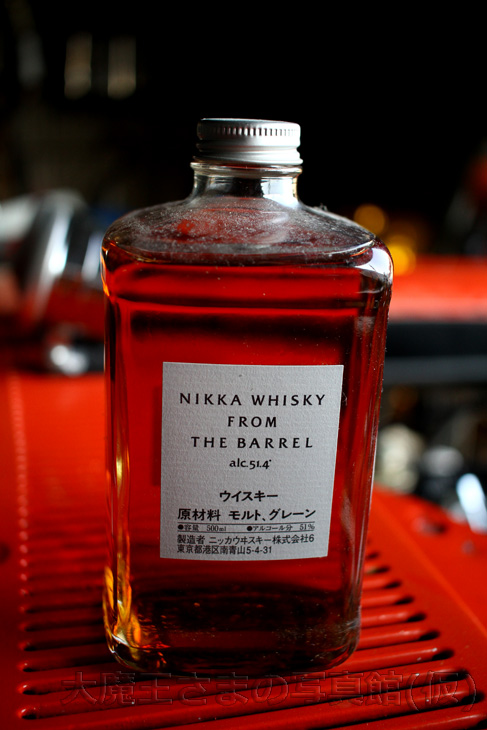 NIKKA WHISKY
FROM
THE BARREL
alc.51.4°
ウイスキー
原材料 モルト、グレーン
●容量 500ml ●アルコール分 51%
製造者 ニッカウヰスキー株式会社6
東京都港区南青山5-4-31
大魔王さまの写真館(仮)